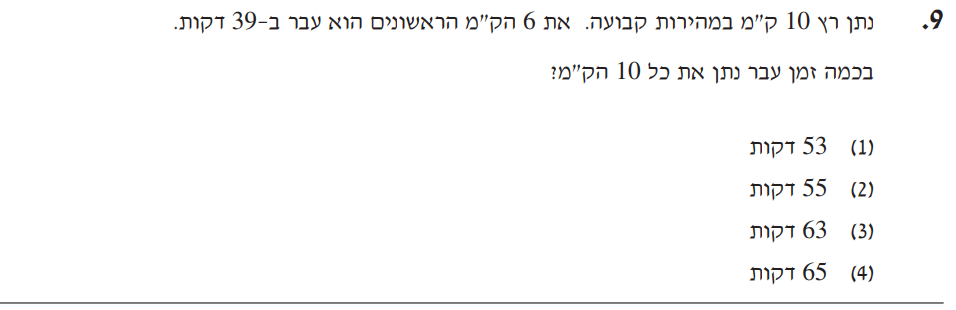 9. נתן רץ 10 ק"מ במהירות קבועה. את 6 הק"מ הראשונים הוא עבר ב-39 דקות.
בכמה זמן עבר נתן את כל 10 הק"מ?
(1) 53 דקות
(2) 55 דקות
(3) 63 דקות
(4) 65 דקות